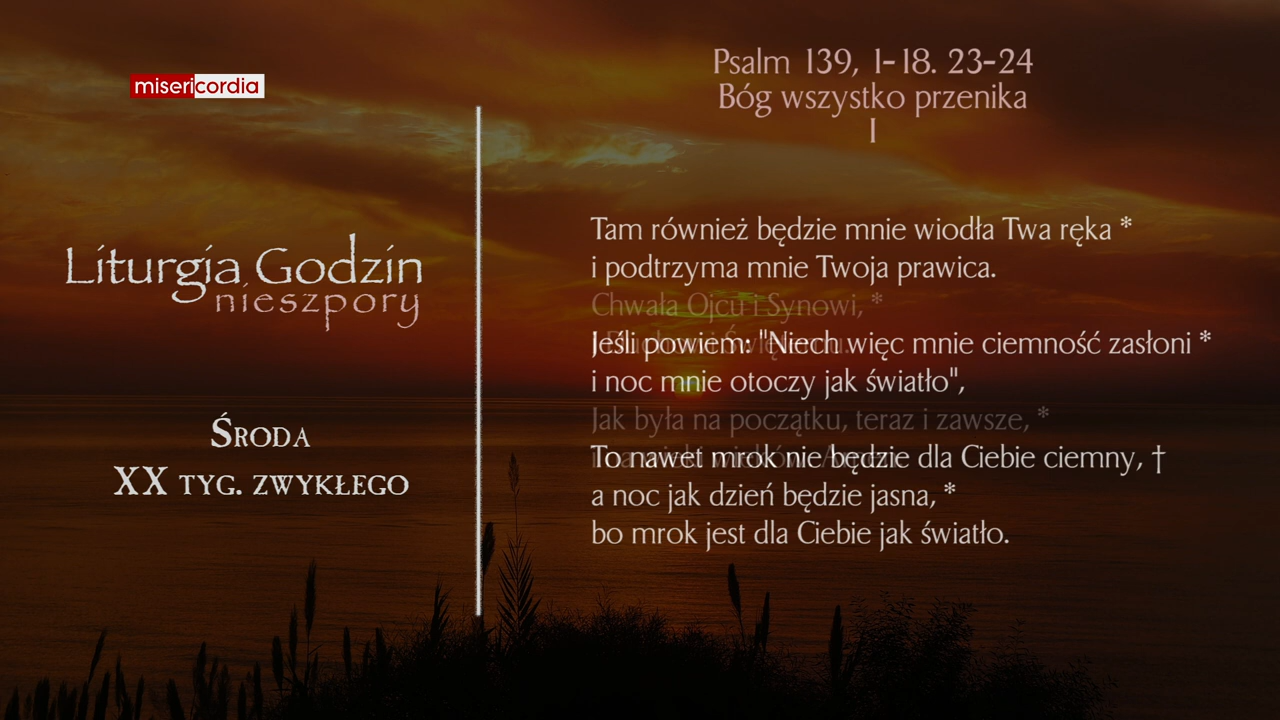 misericordia
Psalm 139, 1-18. 23-24
Bóg wszystko przenika
I
Liturgia Godzin
nieszpory
Środa
XX tyg. zwykłego
Tam również będzie mnie wiodła Twa ręka *
i podtrzyma mnie Twoja prawica.
Chwała Ojcu i Synowi, *
Jeśli powiem: "Niech więc mnie ciemność zasłoni *
i noc mnie otoczy jak światło",
Jak była na początku, teraz i zawsze, *
To nawet mrok nie będzie dla Ciebie ciemny, †
a noc jak dzień będzie jasna, *
bo mrok jest dla Ciebie jak światło.